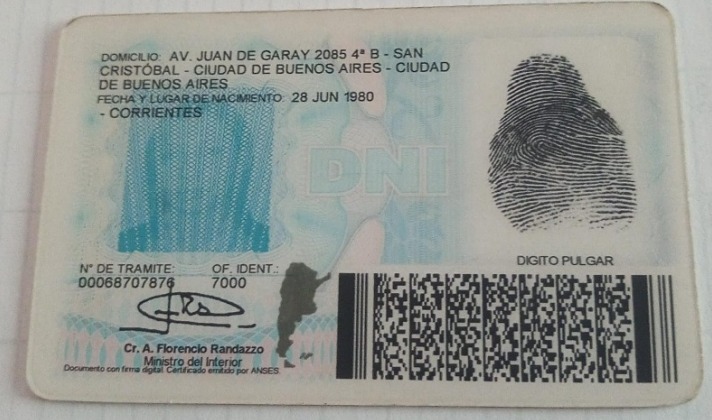 DOMICILIO: AV. JUAN DE GARAY 2085 4ª B - SAN
CRISTÓBAL - CIUDAD DE BUENOS AIRES - CIUDAD
DE BUENOS AIRES
FECHA Y LUGAR DE NACIMIENTO: 28 JUN 1980
- CORRIENTES
DNI
DIGITO PULGAR
N° DE TRAMITE: OF. IDENT.:
00068707876 7000
Cr. A. Florencio Randazzo
Ministro del Interior
Documento con firma digital. Certificado emitido por ANSES.